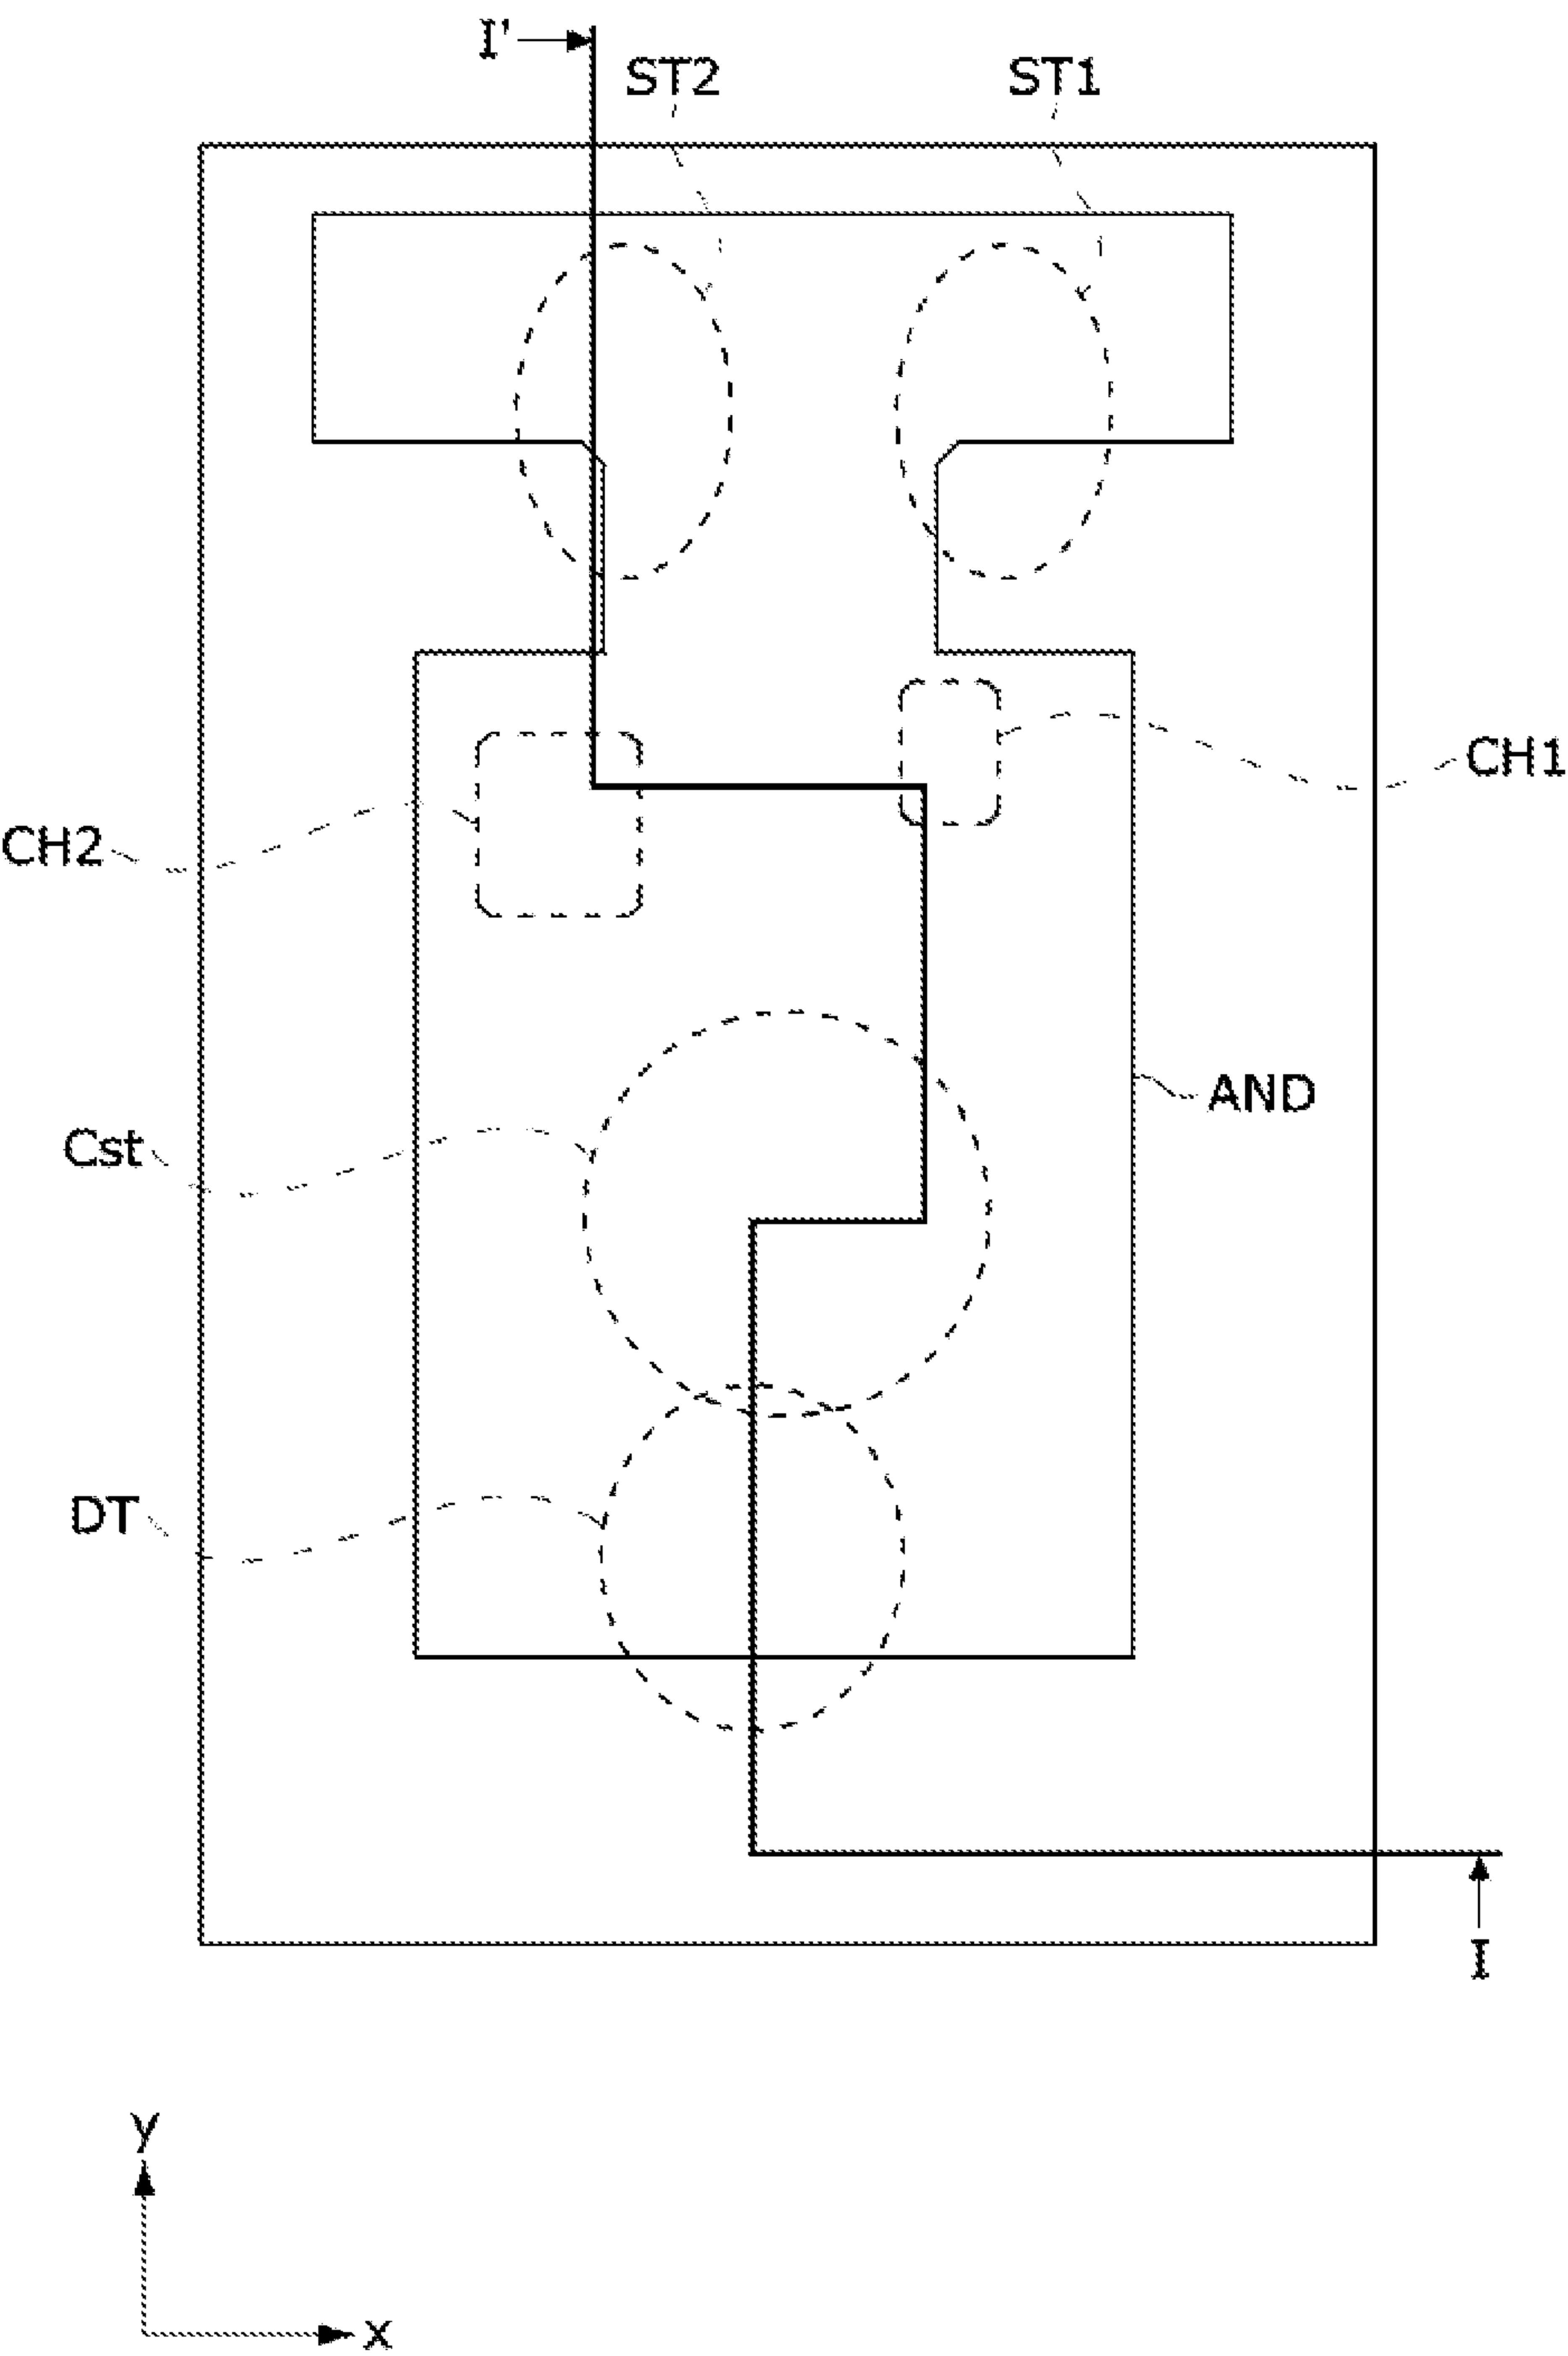 I'
ST2
ST1
CH1
CH2
AND
Cst
DT
I
y
x